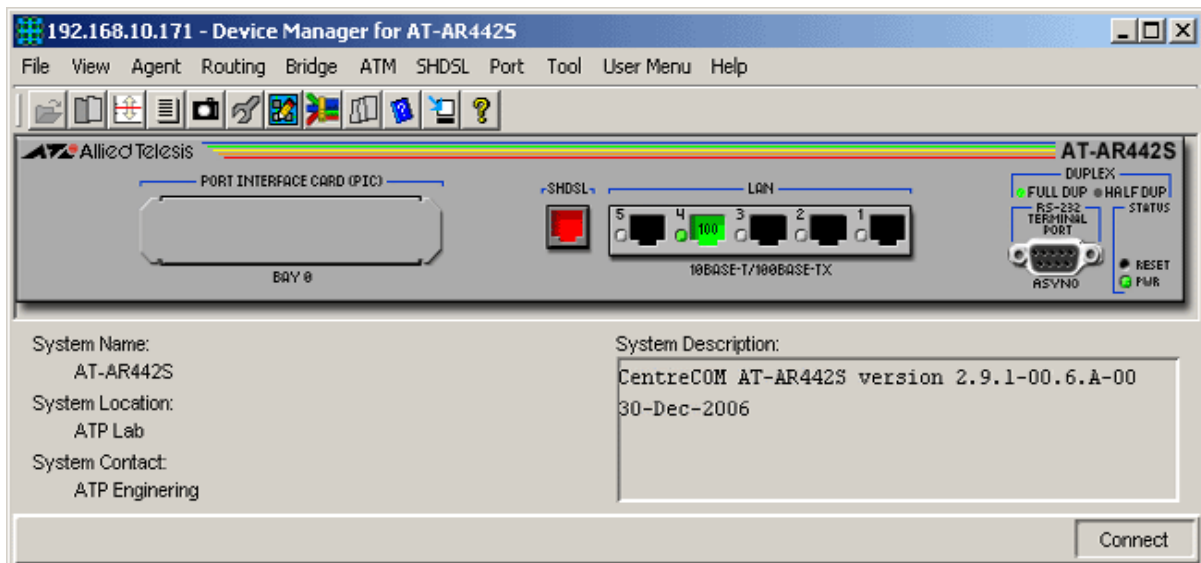 192.168.10.171 - Device Manager for AT-AR442S
File View Agent Routing Bridge ATM SHDSL Port Tool User Menu Help
Allied Telesis
AT-AR442S
PORT INTERFACE CARD (PIC)
BAY 0
SHDSL
LAN
5 4 3 2 1
100
10BASE-T/100BASE-TX
DUPLEX
FULL DUP HALF DUP
RS-232
TERMINAL
PORT
ASYN0
STATUS
RESET
PWR
System Name:
AT-AR442S
System Location:
ATP Lab
System Contact:
ATP Enginering
System Description:
CentreCOM AT-AR442S version 2.9.1-00.6.A-00
30-Dec-2006
Connect